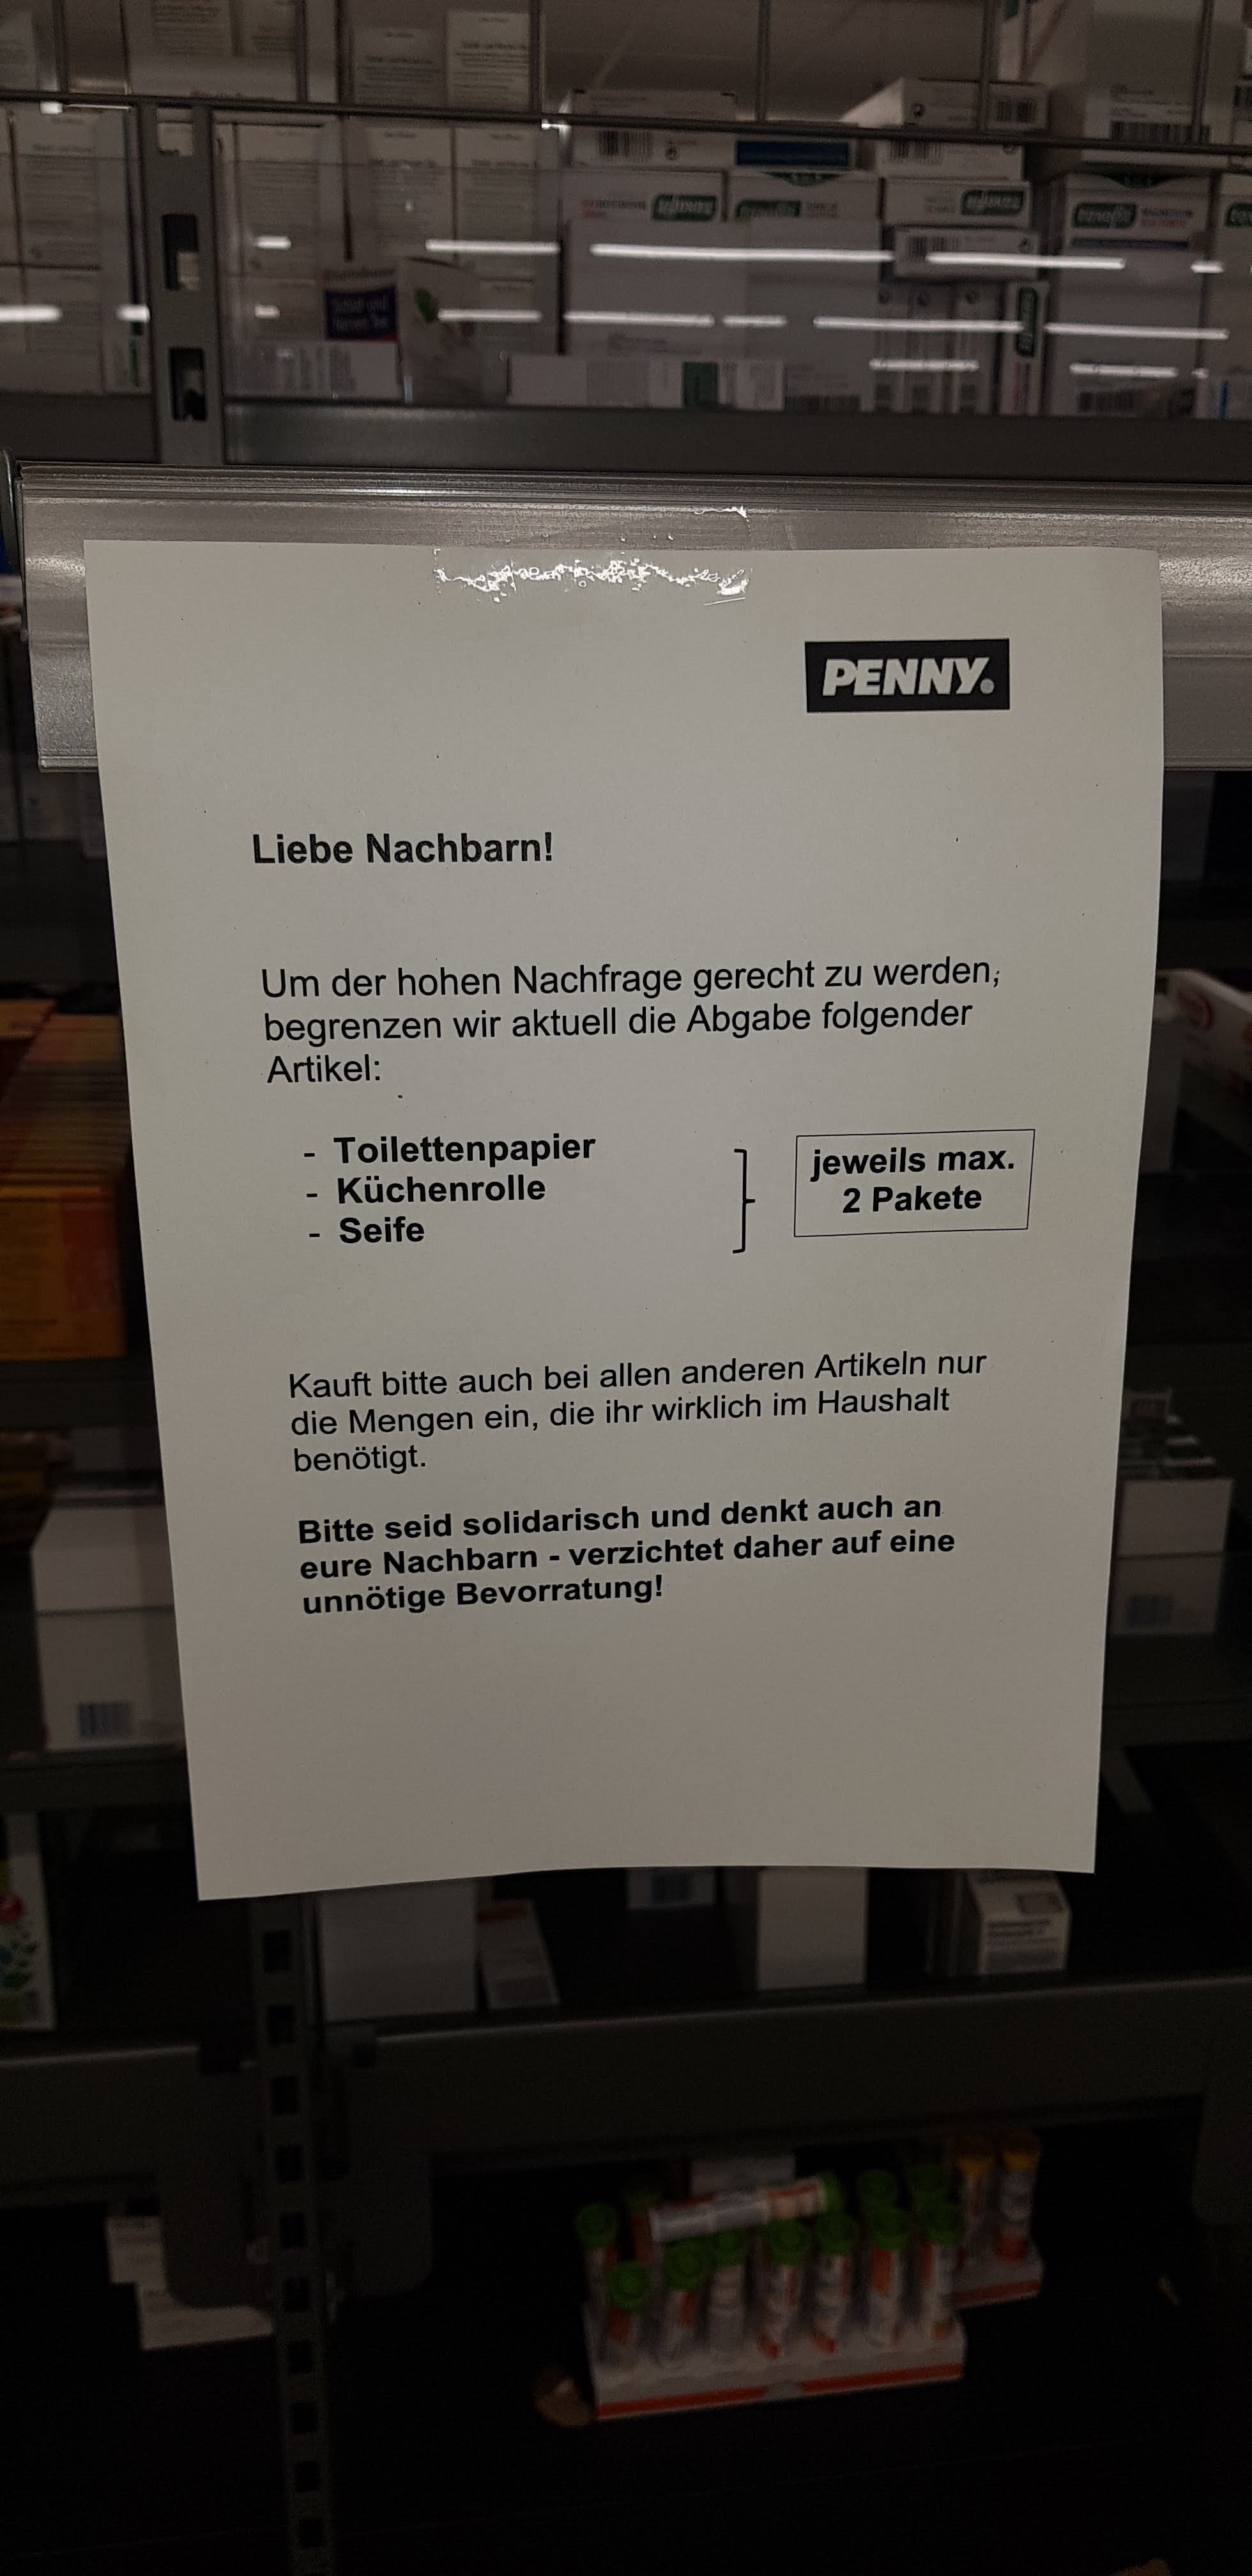 PENNY.
Liebe Nachbarn!
Um der hohen Nachfrage gerecht zu werden,
begrenzen wir aktuell die Abgabe folgender
Artikel:
- Toilettenpapier
- Küchenrolle
- Seife
jeweils max.
2 Pakete
Kauft bitte auch bei allen anderen Artikeln nur
die Mengen ein, die ihr wirklich im Haushalt
benötigt.
Bitte seid solidarisch und denkt auch an
eure Nachbarn - verzichtet daher auf eine
unnötige Bevorratung!